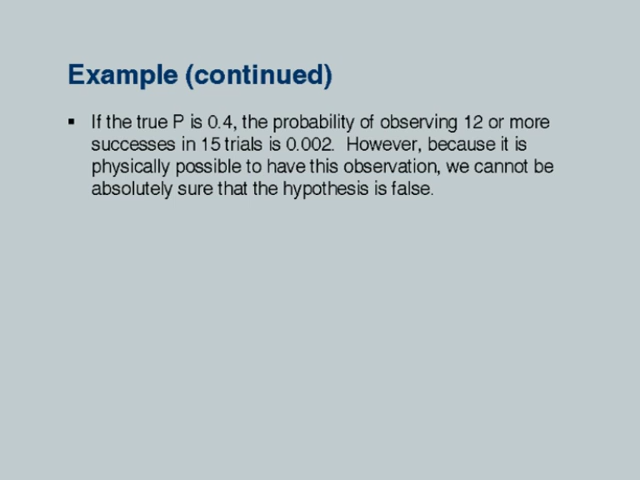 Example (continued)
▪ If the true P is 0.4, the probability of observing 12 or more
successes in 15 trials is 0.002.  However, because it is
physically possible to have this observation, we cannot be
absolutely sure that the hypothesis is false.